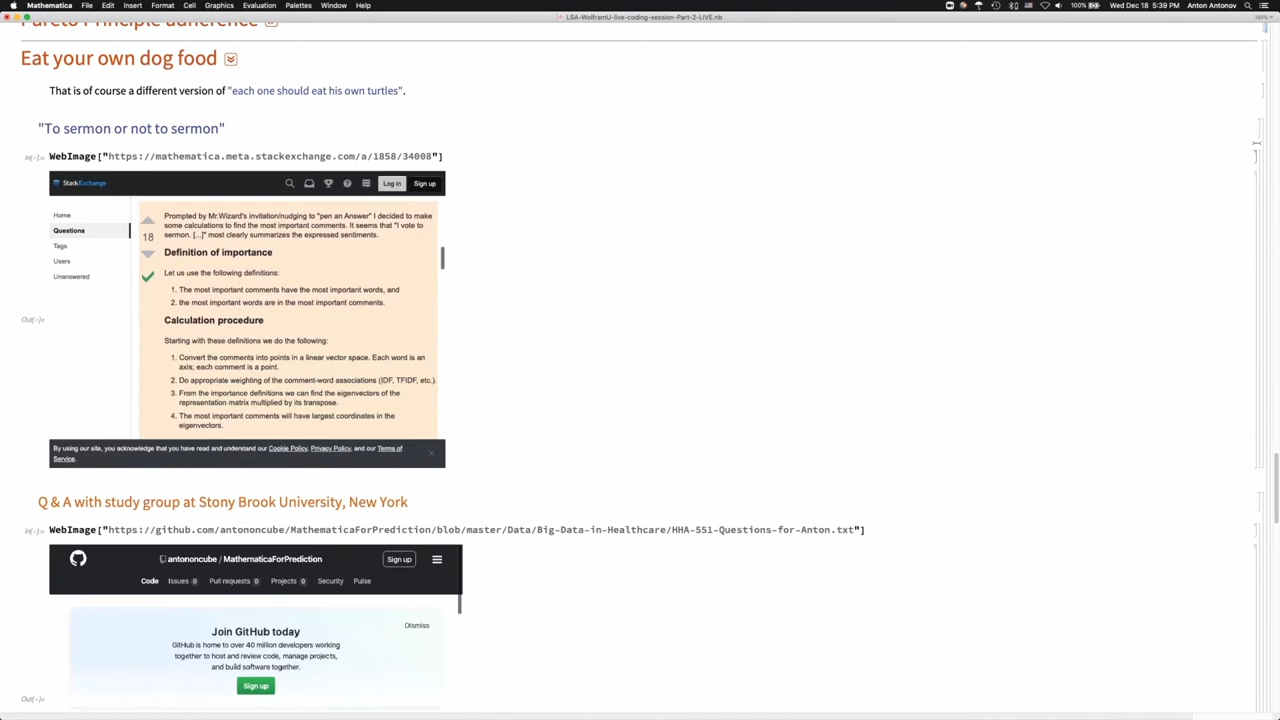 Mathematica File Edit Insert Format Cell Graphics Evaluation Palettes Window Help 100% Wed Dec 18 5:39 PM Anton Antonov
LSA-WolframU-live-coding-session-Part-2-LIVE.nb
Pareto Principle adherence
Eat your own dog food
That is of course a different version of "each one should eat his own turtles".
"To sermon or not to sermon"
In[•]:= WebImage["https://mathematica.meta.stackexchange.com/a/1858/34008"]
StackExchange Log in Sign up
Home
Questions
Tags
Users
Unanswered
18
Prompted by Mr.Wizard's invitation/nudging to "pen an Answer" I decided to make
some calculations to find the most important comments. It seems that "I vote to
sermon. [...]" most clearly summarizes the expressed sentiments.
Definition of importance
Let us use the following definitions:
1. The most important comments have the most important words, and
2. the most important words are in the most important comments.
Calculation procedure
Out[•]=
Starting with these definitions we do the following:
1. Convert the comments into points in a linear vector space. Each word is an
axis; each comment is a point.
2. Do appropriate weighting of the comment-word associations (IDF, TFIDF, etc.).
3. From the importance definitions we can find the eigenvectors of the
representation matrix multiplied by its transpose.
4. The most important comments will have largest coordinates in the
eigenvectors.
By using our site, you acknowledge that you have read and understand our Cookie Policy, Privacy Policy, and our Terms of
Service.
Q & A with study group at Stony Brook University, New York
In[•]:= WebImage["https://github.com/antononcube/MathematicaForPrediction/blob/master/Data/Big-Data-in-Healthcare/HHA-551-Questions-for-Anton.txt"]
antononcube / MathematicaForPrediction Sign up
Code Issues 0 Pull requests 0 Projects 0 Security Pulse
Dismiss
Join GitHub today
GitHub is home to over 40 million developers working
together to host and review code, manage projects,
and build software together.
Sign up
Out[•]=